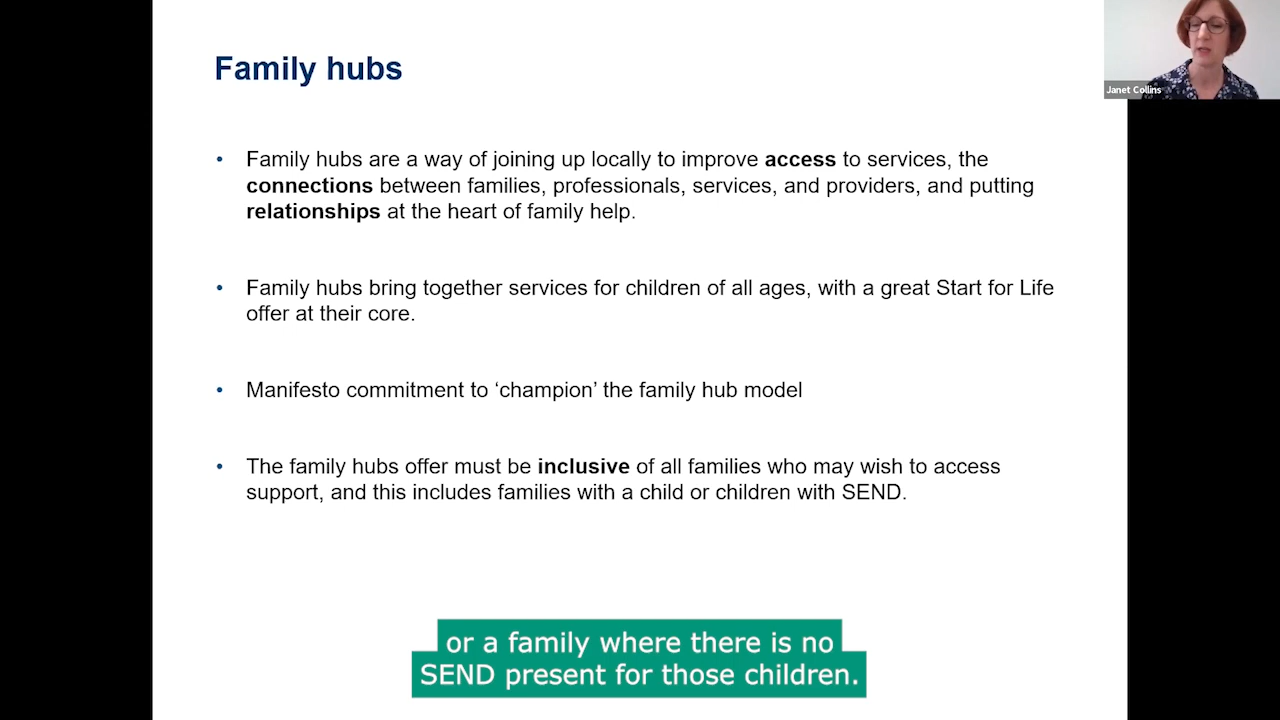 Family hubs
Janet Collins
• Family hubs are a way of joining up locally to improve access to services, the
connections between families, professionals, services, and providers, and putting
relationships at the heart of family help.
• Family hubs bring together services for children of all ages, with a great Start for Life
offer at their core.
• Manifesto commitment to ‘champion’ the family hub model
• The family hubs offer must be inclusive of all families who may wish to access
support, and this includes families with a child or children with SEND.
or a family where there is no
SEND present for those children.